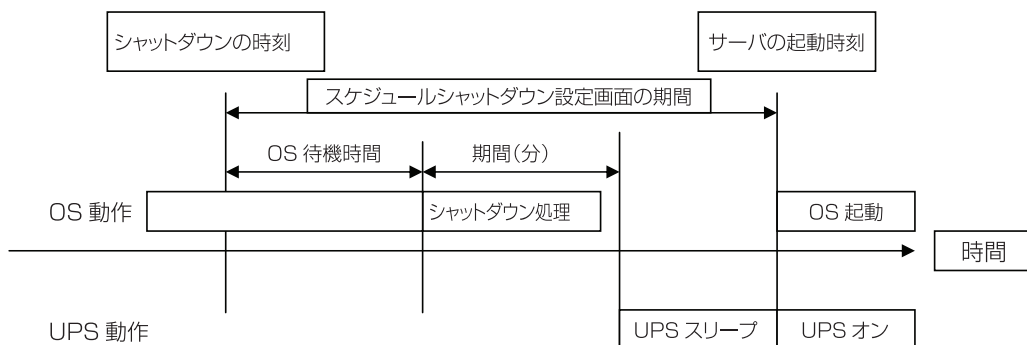 シャットダウンの時刻
サーバの起動時刻
スケジュールシャットダウン設定画面の期間
OS 待機時間
期間(分)
OS 動作
シャットダウン処理
OS 起動
時間
UPS 動作
UPS スリープ
UPS オン